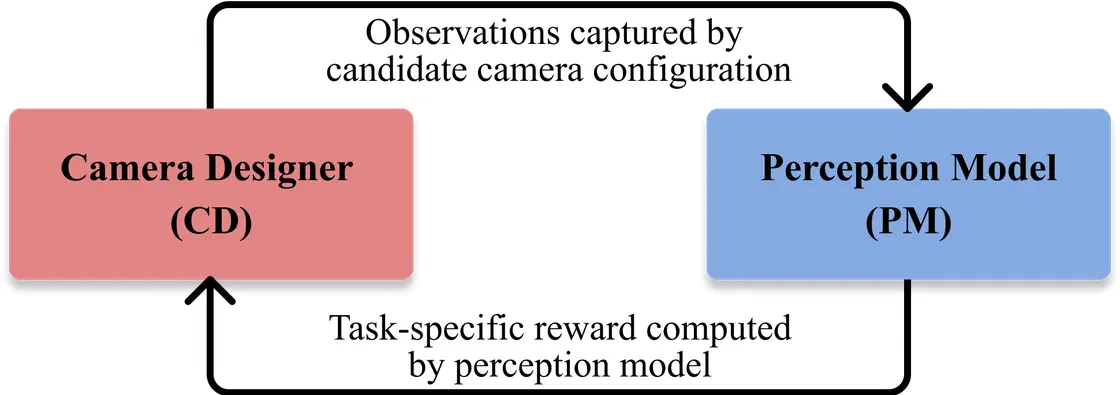 Observations captured by
candidate camera configuration
Camera Designer
(CD)
Perception Model
(PM)
Task-specific reward computed
by perception model